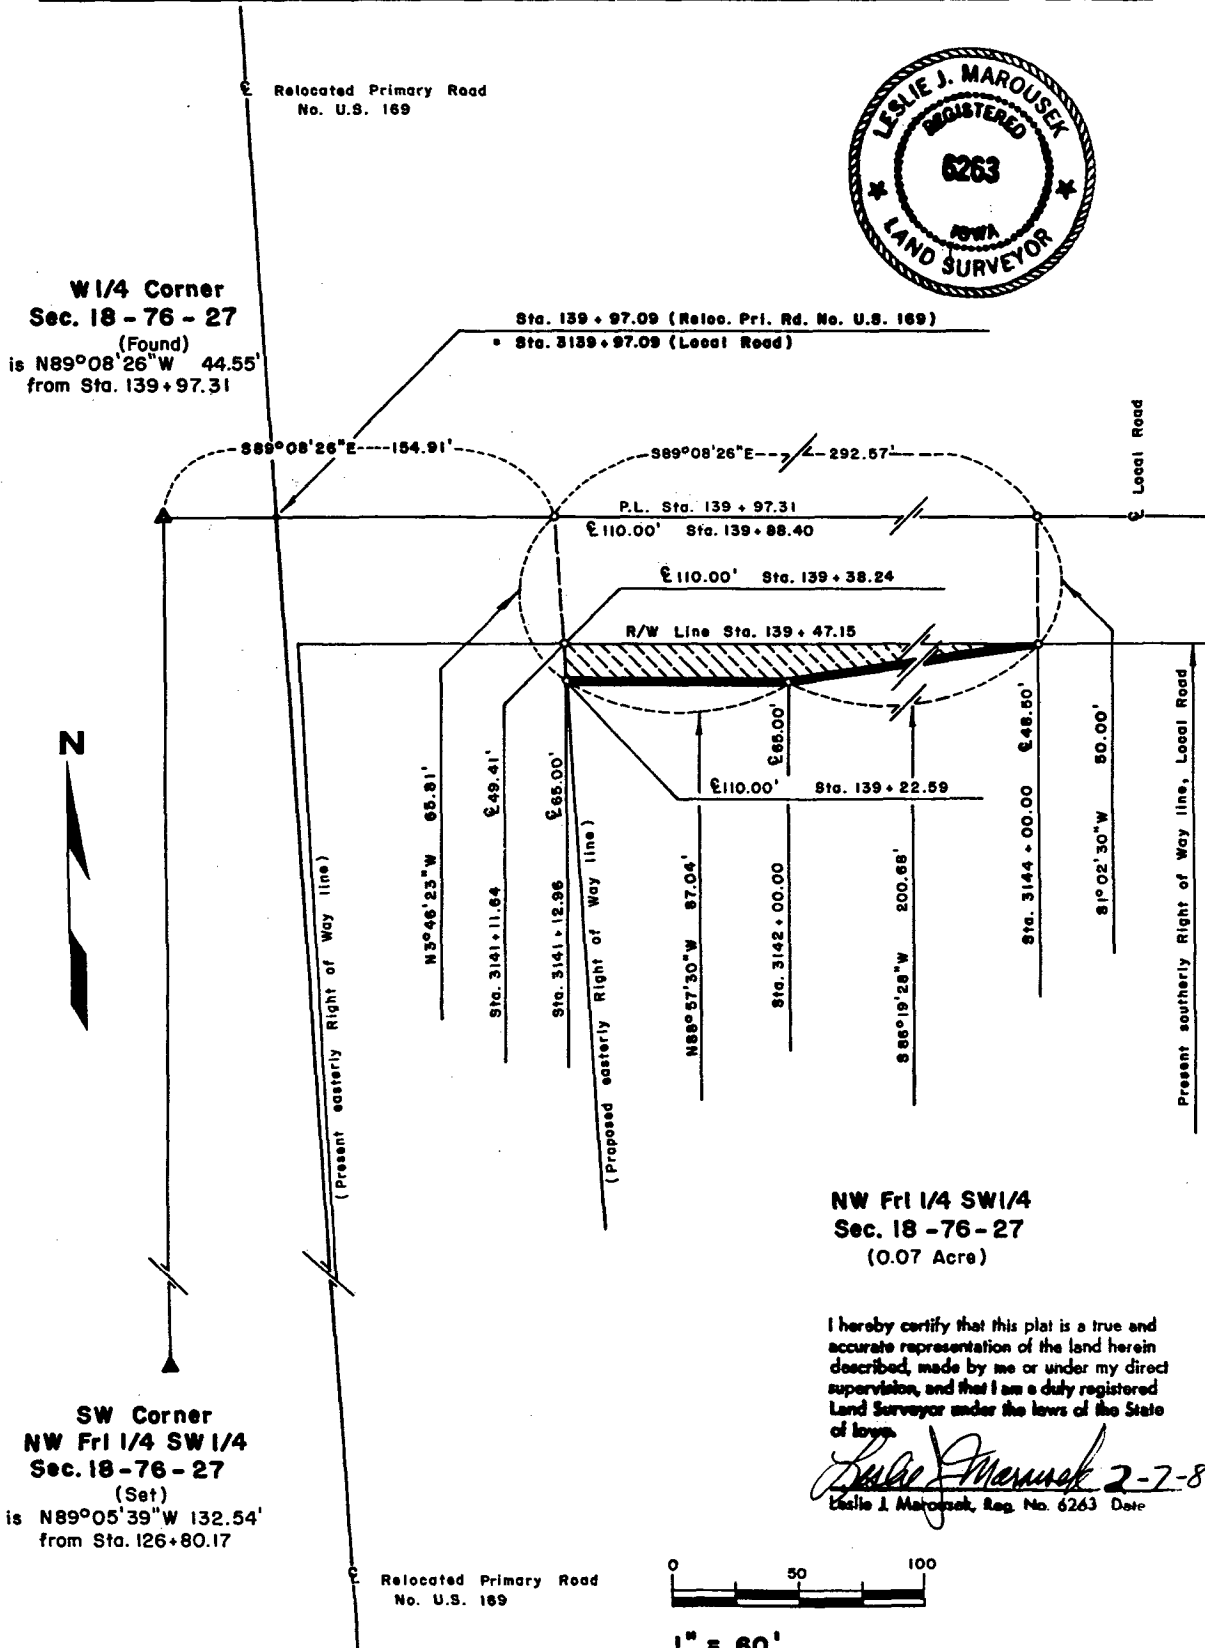 ℄ Relocated Primary Road
No. U.S. 169
LESLIE J. MAROUSEK
REGISTERED
6263
IOWA
LAND SURVEYOR
W1/4 Corner
Sec. 18-76-27
(Found)
is N89°08'26"W 44.55'
from Sta. 139+97.31
Sta. 139+97.09 (Reloc. Pri. Rd. No. U.S. 169)
= Sta. 3139+97.09 (Local Road)
S89°08'26"E 154.91'
S89°08'26"E 292.57'
℄ Local Road
P.L. Sta. 139+97.31
℄110.00' Sta. 139+88.40
℄110.00' Sta. 139+38.24
R/W Line Sta. 139+47.15
N
N3°46'23"W 65.81'
Sta. 3141+11.64 ℄49.41'
Sta. 3141+12.96 ℄65.00'
(Present easterly Right of Way line)
(Proposed easterly Right of Way line)
℄110.00' Sta. 139+22.59
N88°57'30"W 87.04'
Sta. 3142+00.00 ℄65.00'
S86°19'28"W 200.68'
Sta. 3144+00.00 ℄48.50'
S1°02'30"W 50.00'
Present southerly Right of Way line, Local Road
NW Frl 1/4 SW1/4
Sec. 18-76-27
(0.07 Acre)
I hereby certify that this plat is a true and
accurate representation of the land herein
described, made by me or under my direct
supervision, and that I am a duly registered
Land Surveyor under the laws of the State
of Iowa.
Leslie J. Marousek 2-7-8
Leslie J. Marousek, Reg. No. 6263 Date
SW Corner
NW Frl 1/4 SW1/4
Sec. 18-76-27
(Set)
is N89°05'39"W 132.54'
from Sta. 126+80.17
℄ Relocated Primary Road
No. U.S. 169
0 50 100
1" = 60'